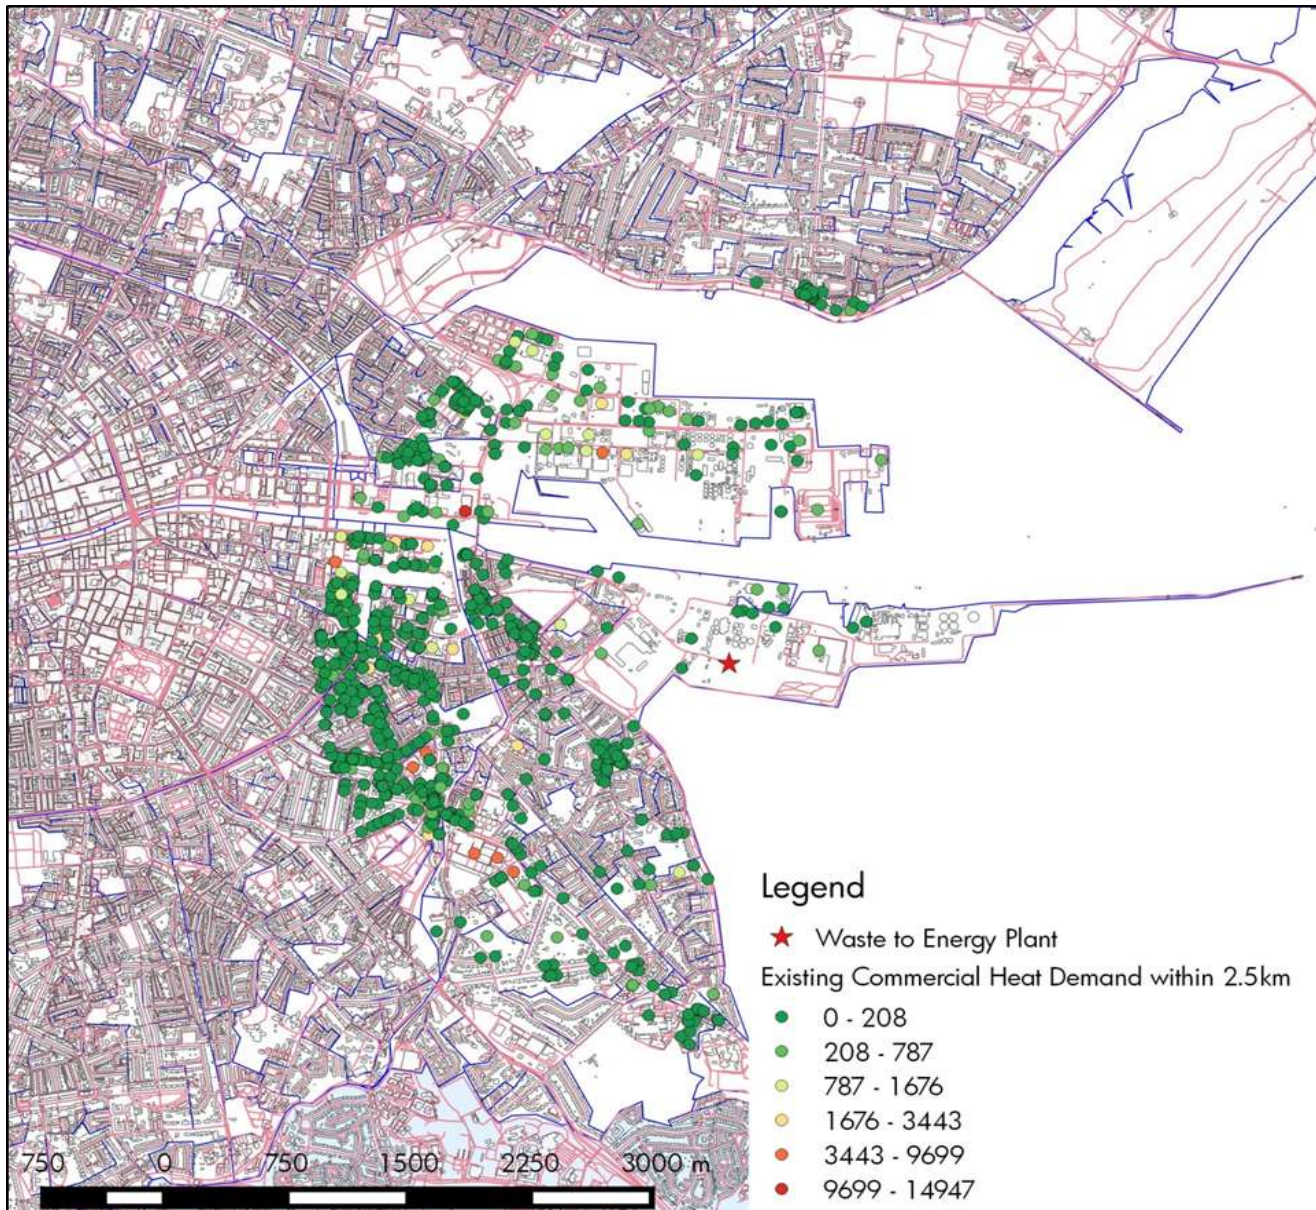 Legend
Waste to Energy Plant
Existing Commercial Heat Demand within 2.5km
0 - 208
208 - 787
787 - 1676
1676 - 3443
3443 - 9699
9699 - 14947
750 0 750 1500 2250 3000 m